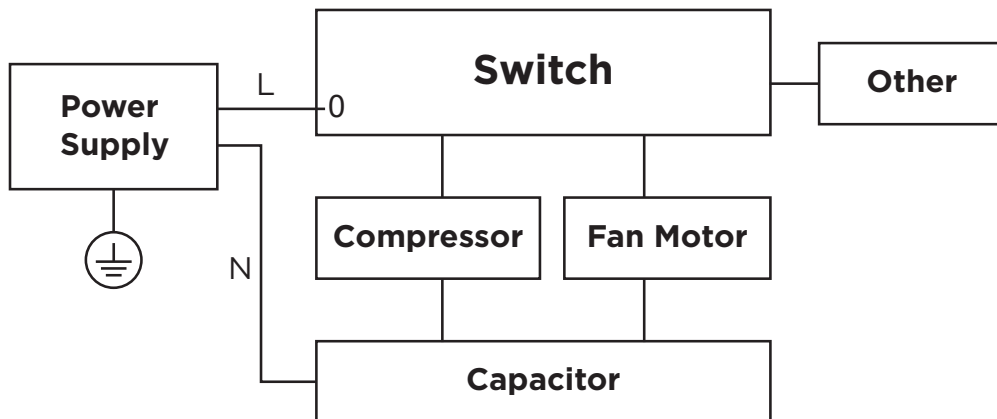 Switch
Other
Power
Supply
L
0
Compressor
Fan Motor
N
Capacitor